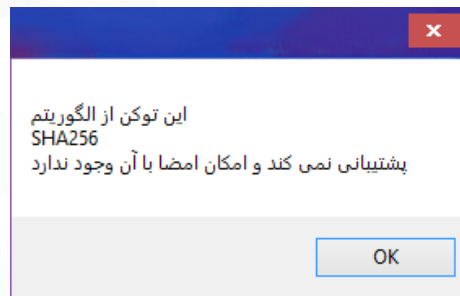 این توکن از الگوریتم
SHA256
پشتیبانی نمی کند و امکان امضا با آن وجود ندارد
OK